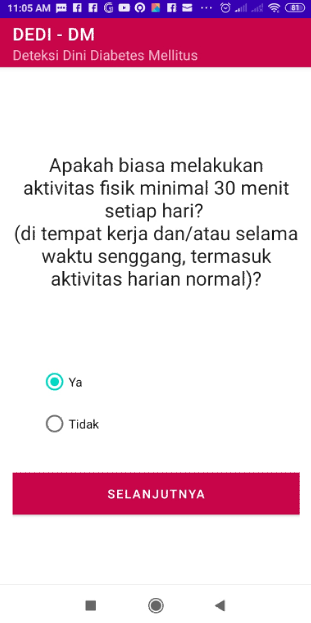 11:05 AM 81
DEDI - DM
Deteksi Dini Diabetes Mellitus
Apakah biasa melakukan
aktivitas fisik minimal 30 menit
setiap hari?
(di tempat kerja dan/atau selama
waktu senggang, termasuk
aktivitas harian normal)?
Ya
Tidak
SELANJUTNYA